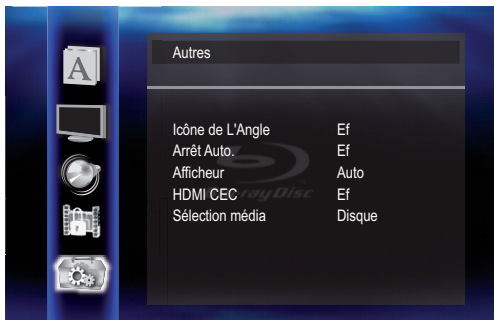 A
Autres
Icône de L'Angle Ef
Arrêt Auto. Ef
Afficheur Auto
HDMI CEC Ef
Sélection média Disque